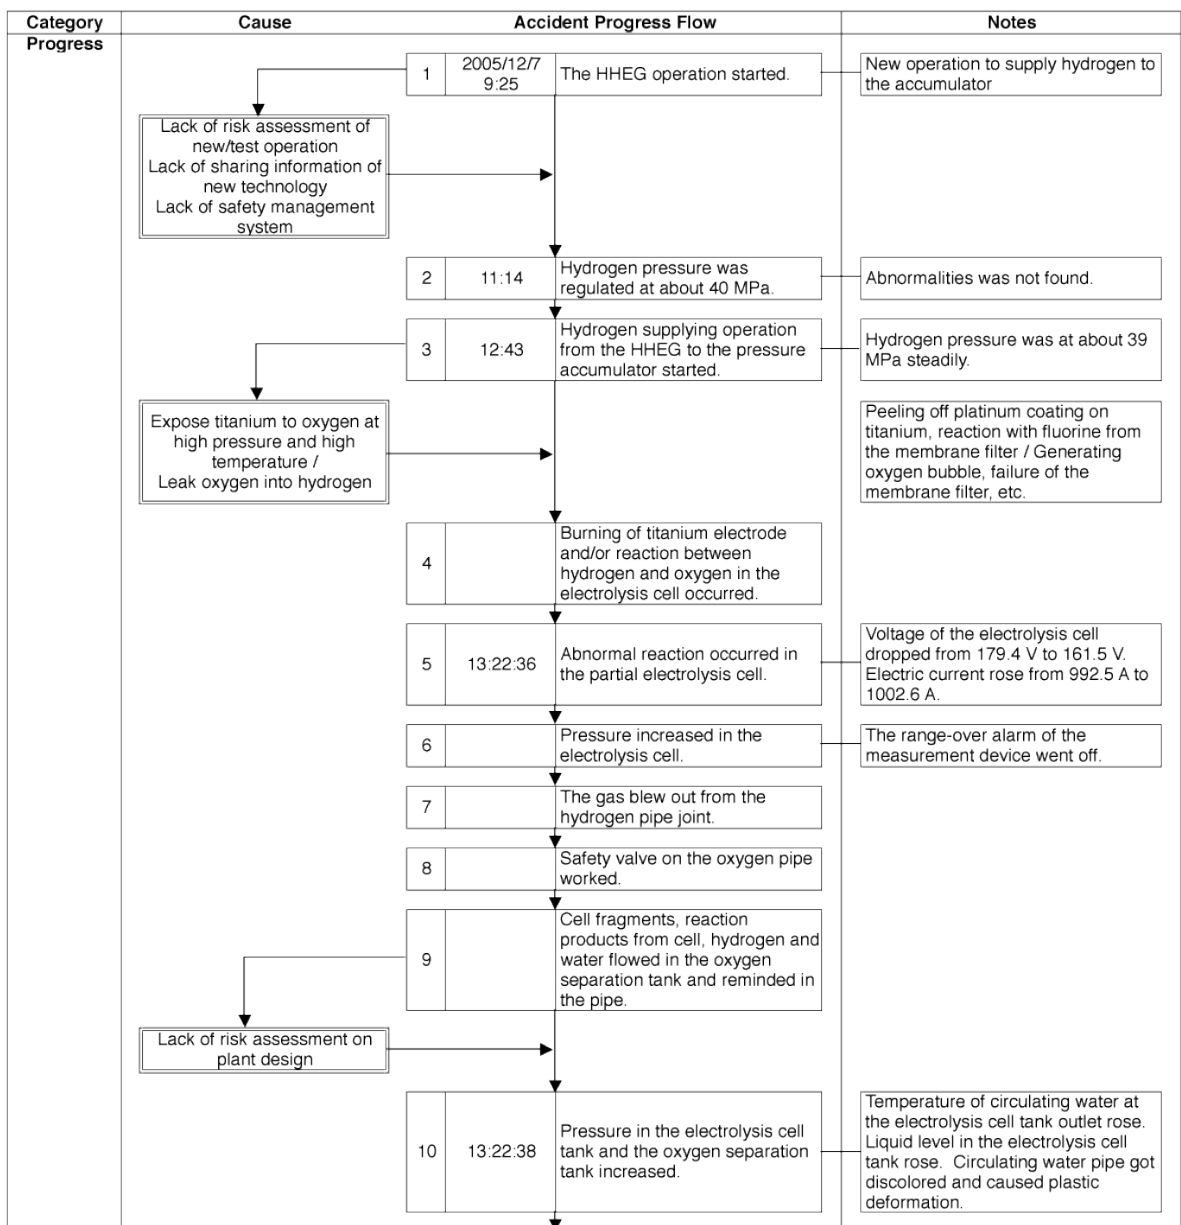 Category
Cause
Accident Progress Flow
Notes
Progress
1
2005/12/7
9:25
The HHEG operation started.
New operation to supply hydrogen to
the accumulator
Lack of risk assessment of
new/test operation
Lack of sharing information of
new technology
Lack of safety management
system
2
11:14
Hydrogen pressure was
regulated at about 40 MPa.
Abnormalities was not found.
3
12:43
Hydrogen supplying operation
from the HHEG to the pressure
accumulator started.
Hydrogen pressure was at about 39
MPa steadily.
Expose titanium to oxygen at
high pressure and high
temperature /
Leak oxygen into hydrogen
Peeling off platinum coating on
titanium, reaction with fluorine from
the membrane filter / Generating
oxygen bubble, failure of the
membrane filter, etc.
4
Burning of titanium electrode
and/or reaction between
hydrogen and oxygen in the
electrolysis cell occurred.
5
13:22:36
Abnormal reaction occurred in
the partial electrolysis cell.
Voltage of the electrolysis cell
dropped from 179.4 V to 161.5 V.
Electric current rose from 992.5 A to
1002.6 A.
6
Pressure increased in the
electrolysis cell.
The range-over alarm of the
measurement device went off.
7
The gas blew out from the
hydrogen pipe joint.
8
Safety valve on the oxygen pipe
worked.
9
Cell fragments, reaction
products from cell, hydrogen and
water flowed in the oxygen
separation tank and reminded in
the pipe.
Lack of risk assessment on
plant design
10
13:22:38
Pressure in the electrolysis cell
tank and the oxygen separation
tank increased.
Temperature of circulating water at
the electrolysis cell tank outlet rose.
Liquid level in the electrolysis cell
tank rose.  Circulating water pipe got
discolored and caused plastic
deformation.